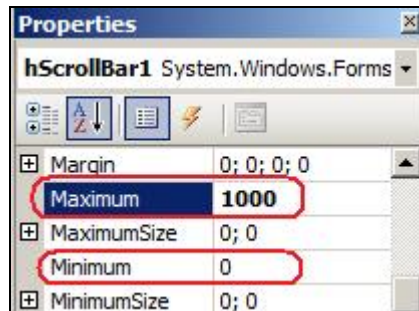 Properties
hScrollBar1 System.Windows.Forms
Margin 0; 0; 0; 0
Maximum 1000
MaximumSize 0; 0
Minimum 0
MinimumSize 0; 0